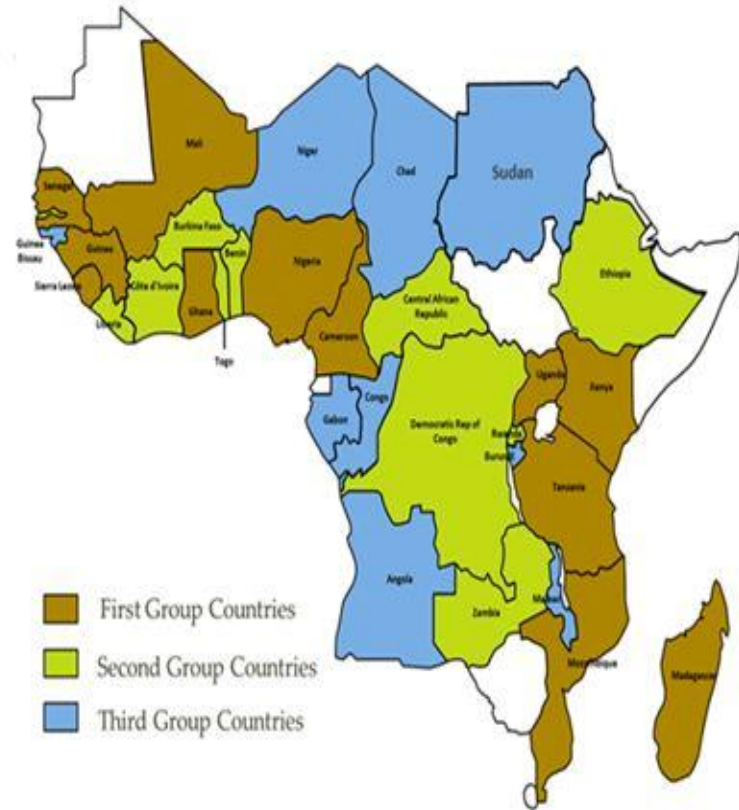 Mali
Niger
Chad
Sudan
Senegal
Burkina Faso
Guinea
Bissau
Guinea
Benin
Nigeria
Ethiopia
Sierra Leone
Côte d'Ivoire
Ghana
Central African
Republic
Liberia
Cameroon
Togo
Uganda
Kenya
Gabon
Congo
Democratic Rep of
Congo
Rwanda
Burundi
Tanzania
Angola
Malawi
Zambia
Mozambique
Madagascar
First Group Countries
Second Group Countries
Third Group Countries